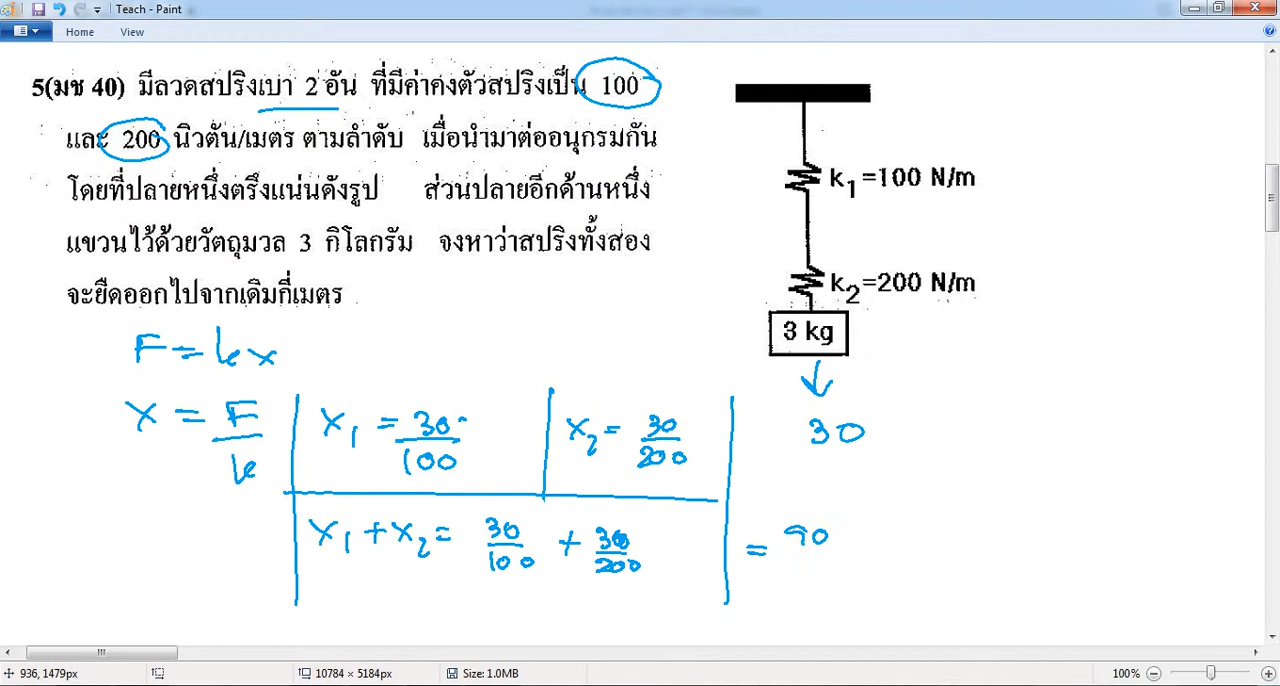 Teach - Paint
Home View
5(มช 40) มีลวดสปริงเบา 2 อัน ที่มีค่าคงตัวสปริงเป็น 100
และ 200 นิวตัน/เมตร ตามลำดับ เมื่อนำมาต่ออนุกรมกัน
โดยที่ปลายหนึ่งตรึงแน่นดังรูป ส่วนปลายอีกด้านหนึ่ง
แขวนไว้ด้วยวัตถุมวล 3 กิโลกรัม จงหาว่าสปริงทั้งสอง
จะยืดออกไปจากเดิมกี่เมตร
k1=100 N/m
k2=200 N/m
3 kg
F = kx
x = F/k
x1 = 30/100
x2 = 30/200
30
x1 + x2 = 30/100 + 30/200 = 90
936, 1479px
10784 × 5184px
Size: 1.0MB
100%